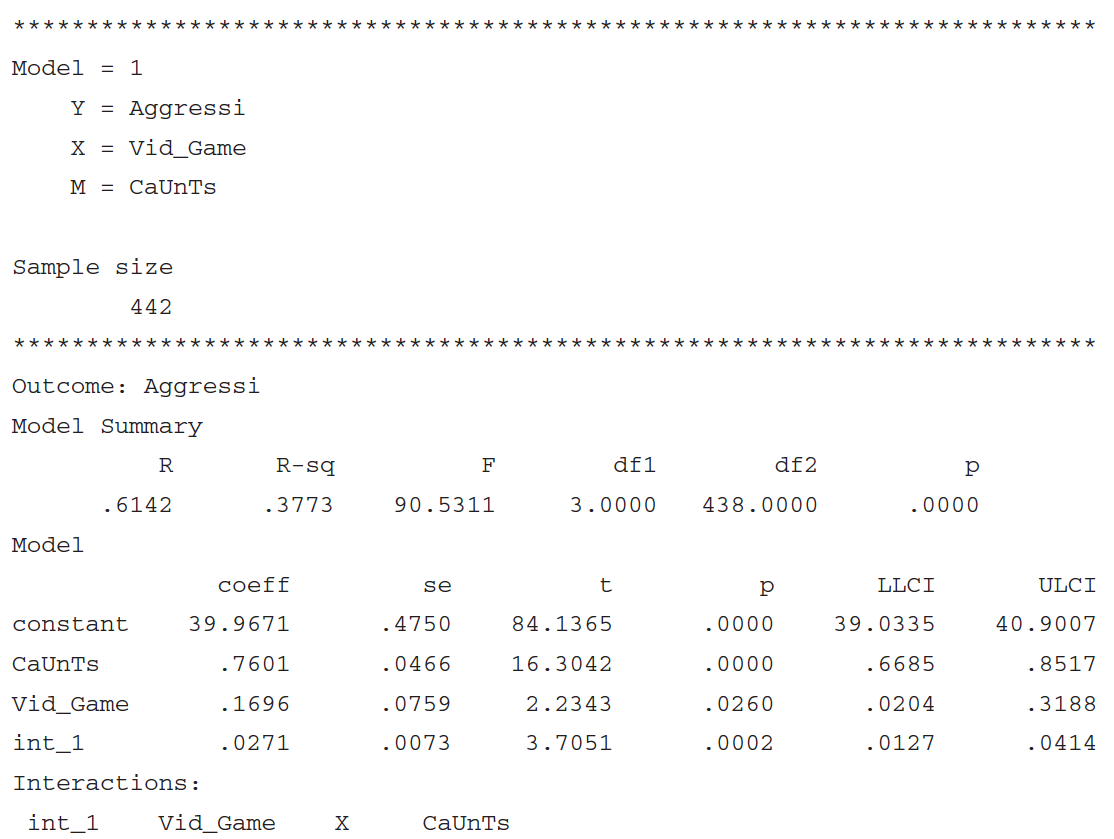 **************************************************************************
Model = 1
    Y = Aggressi
    X = Vid_Game
    M = CaUnTs
Sample size
        442
**************************************************************************
Outcome: Aggressi
Model Summary
          R       R-sq          F        df1        df2          p
      .6142      .3773    90.5311     3.0000   438.0000      .0000
Model
              coeff         se          t          p       LLCI       ULCI
constant    39.9671      .4750    84.1365      .0000    39.0335    40.9007
CaUnTs        .7601      .0466    16.3042      .0000      .6685      .8517
Vid_Game      .1696      .0759     2.2343      .0260      .0204      .3188
int_1         .0271      .0073     3.7051      .0002      .0127      .0414
Interactions:
 int_1    Vid_Game    X     CaUnTs